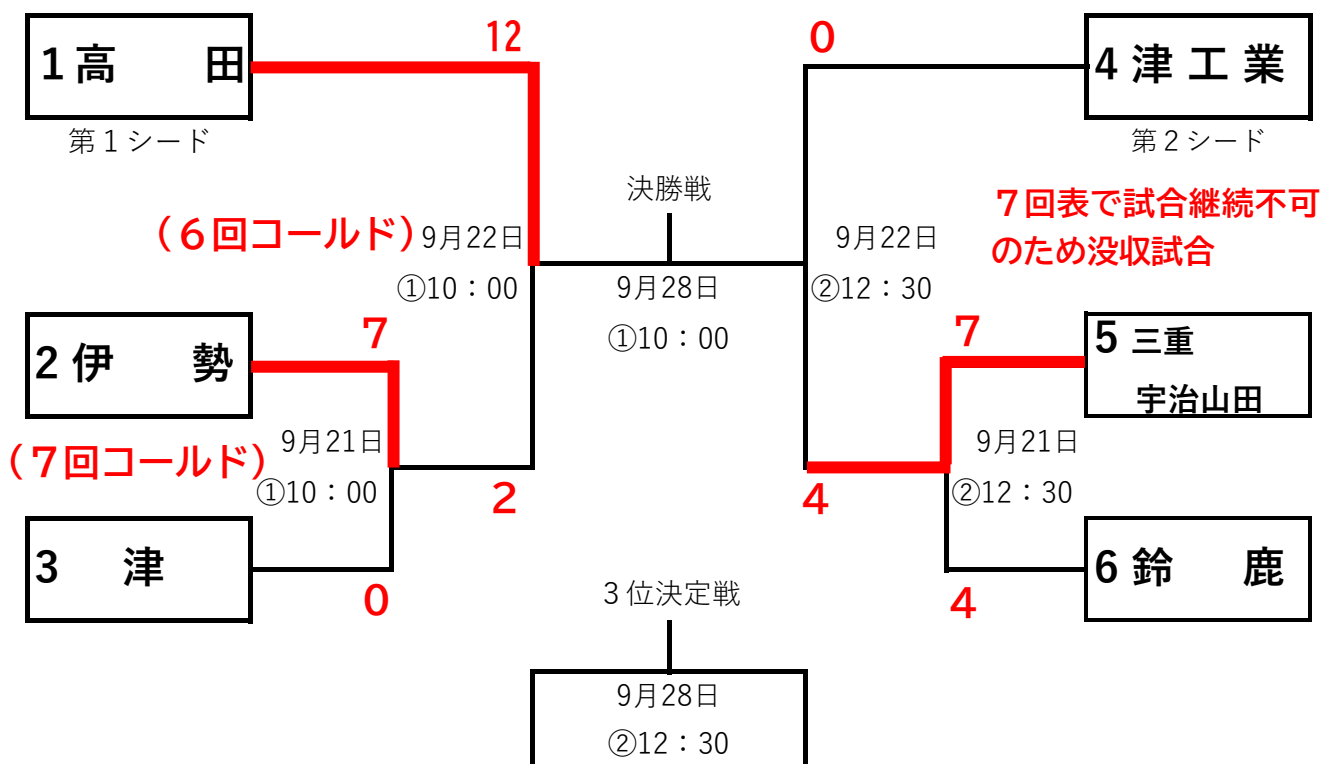 12
0
1高　　田
4津工業
第１シード
第２シード
決勝戦
７回表で試合継続不可
のため没収試合
（６回コールド）
9月22日
①10：00
9月28日
①10：00
9月22日
②12：30
7
7
2伊　　勢
5 三重
宇治山田
（７回コールド）
9月21日
①10：00
9月21日
②12：30
2
4
3　津
6鈴　　鹿
0
4
３位決定戦
9月28日
②12：30